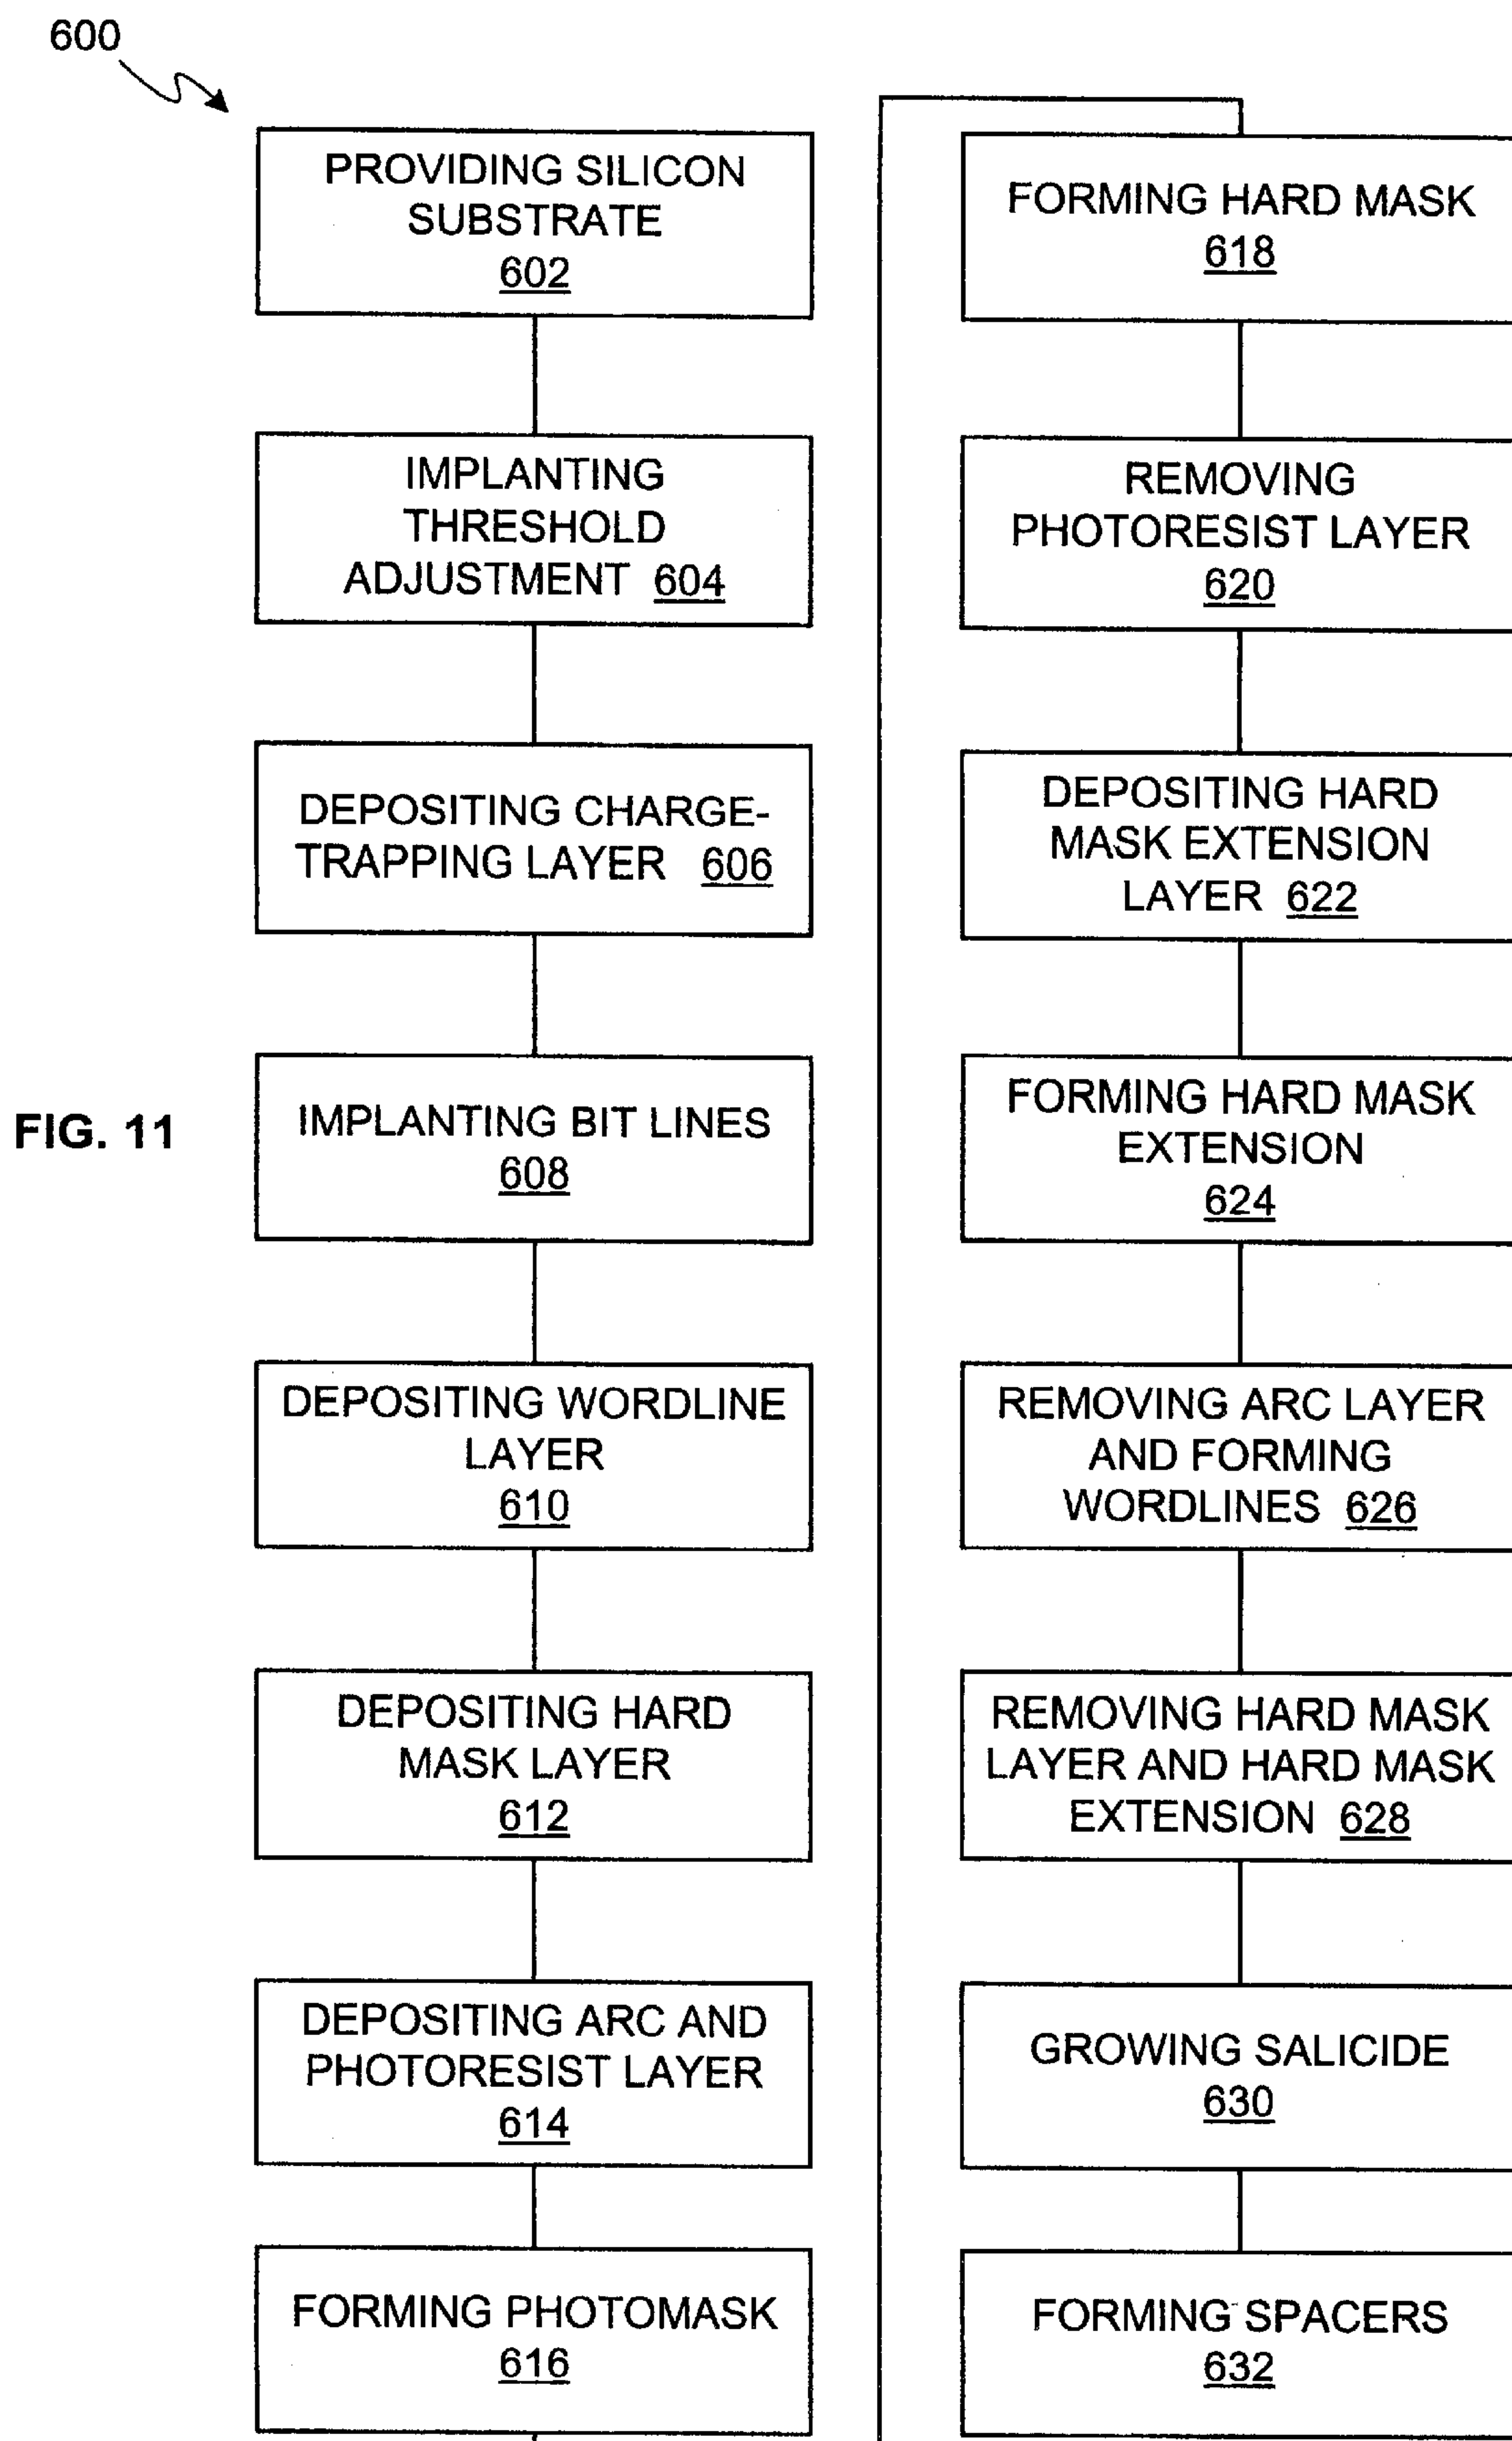 600
PROVIDING SILICON
SUBSTRATE
602
IMPLANTING
THRESHOLD
ADJUSTMENT 604
DEPOSITING CHARGE-
TRAPPING LAYER 606
FIG. 11
IMPLANTING BIT LINES
608
DEPOSITING WORDLINE
LAYER
610
DEPOSITING HARD
MASK LAYER
612
DEPOSITING ARC AND
PHOTORESIST LAYER
614
FORMING PHOTOMASK
616
FORMING HARD MASK
618
REMOVING
PHOTORESIST LAYER
620
DEPOSITING HARD
MASK EXTENSION
LAYER 622
FORMING HARD MASK
EXTENSION
624
REMOVING ARC LAYER
AND FORMING
WORDLINES 626
REMOVING HARD MASK
LAYER AND HARD MASK
EXTENSION 628
GROWING SALICIDE
630
FORMING SPACERS
632